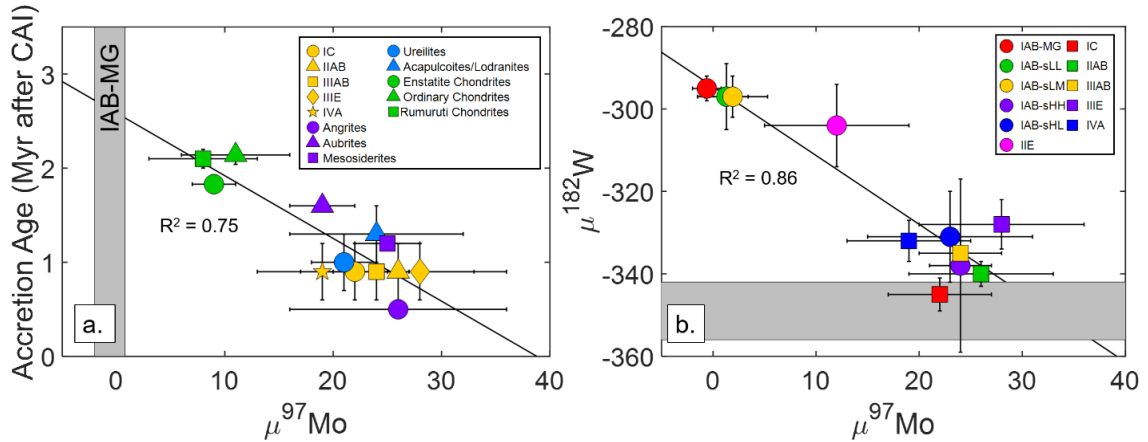 Accretion Age (Myr after CAI)
3
2
1
0
IAB-MG
IC
IIAB
IIIAB
IIIE
IVA
Angrites
Aubrites
Mesosiderites
Ureilites
Acapulcoites/Lodranites
Enstatite Chondrites
Ordinary Chondrites
Rumuruti Chondrites
R² = 0.75
a.
0 10 20 30 40
μ⁹⁷Mo
μ¹⁸²W
-280
-300
-320
-340
-360
IAB-MG
IAB-sLL
IAB-sLM
IAB-sHH
IAB-sHL
IIE
IC
IIAB
IIIAB
IIIE
IVA
R² = 0.86
b.
0 10 20 30 40
μ⁹⁷Mo